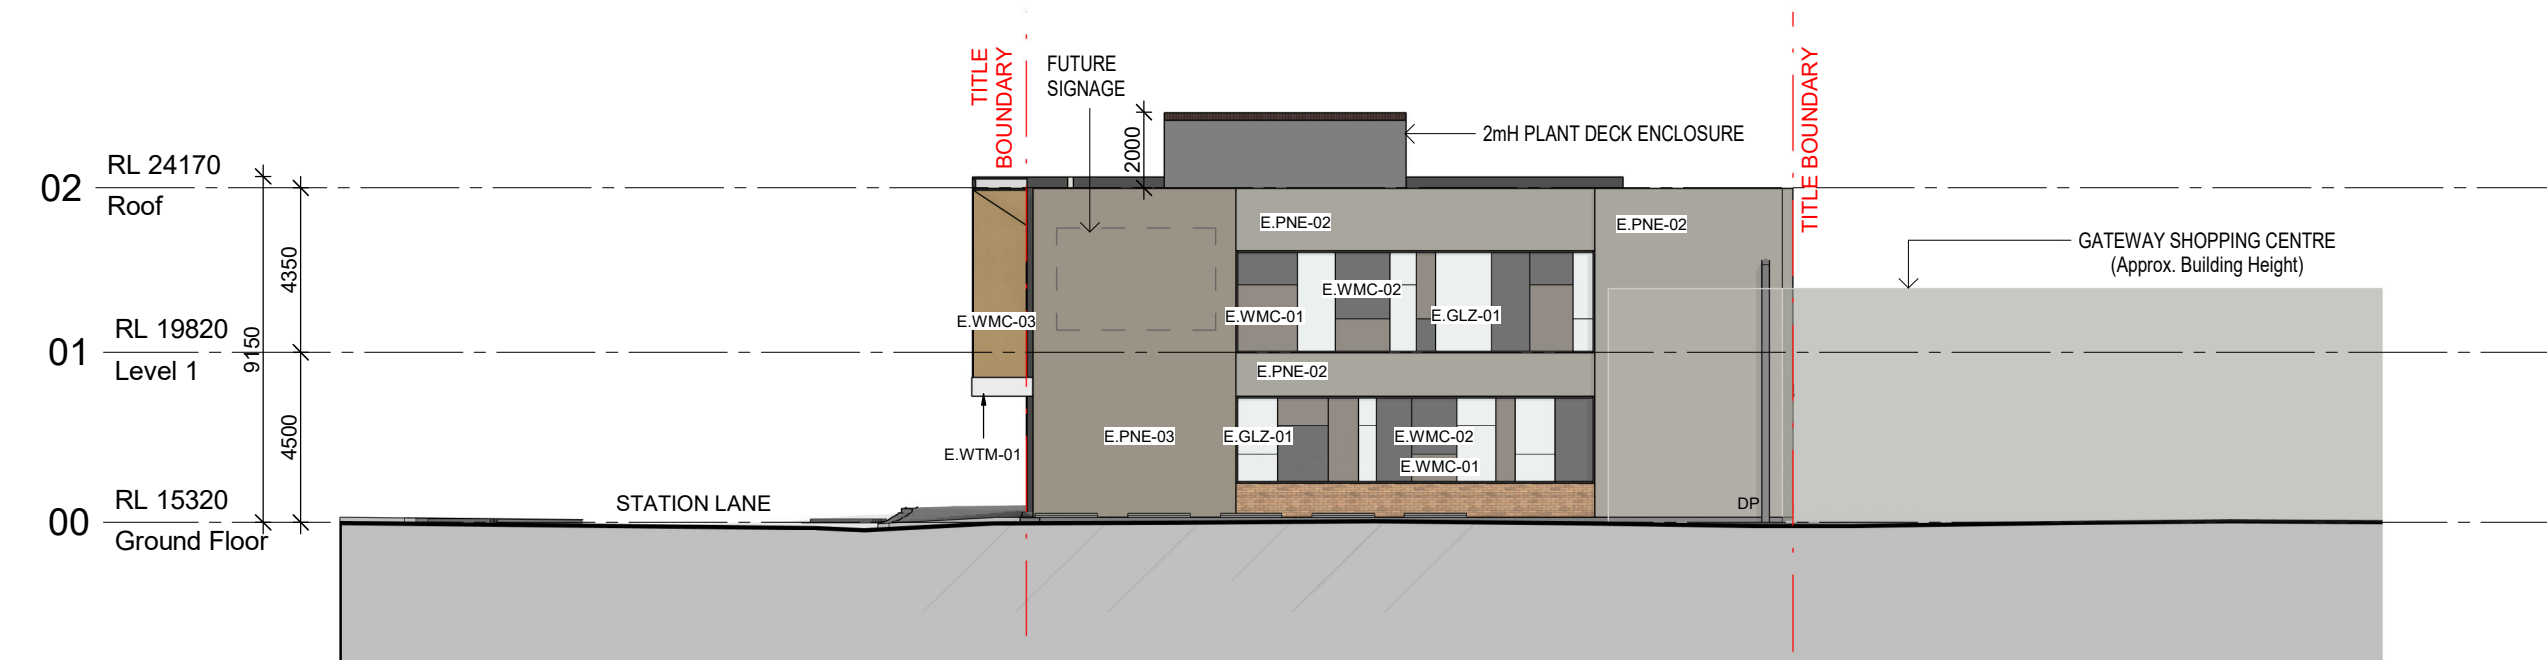 TITLE
BOUNDARY
FUTURE
SIGNAGE
2000
2mH PLANT DECK ENCLOSURE
TITLE BOUNDARY
02
RL 24170
Roof
E.PNE-02
E.PNE-02
GATEWAY SHOPPING CENTRE
(Approx. Building Height)
4350
E.WMC-03
E.WMC-01
E.WMC-02
E.GLZ-01
01
RL 19820
Level 1
9150
E.PNE-02
4500
E.WTM-01
E.PNE-03
E.GLZ-01
E.WMC-02
E.WMC-01
00
RL 15320
Ground Floor
STATION LANE
DP